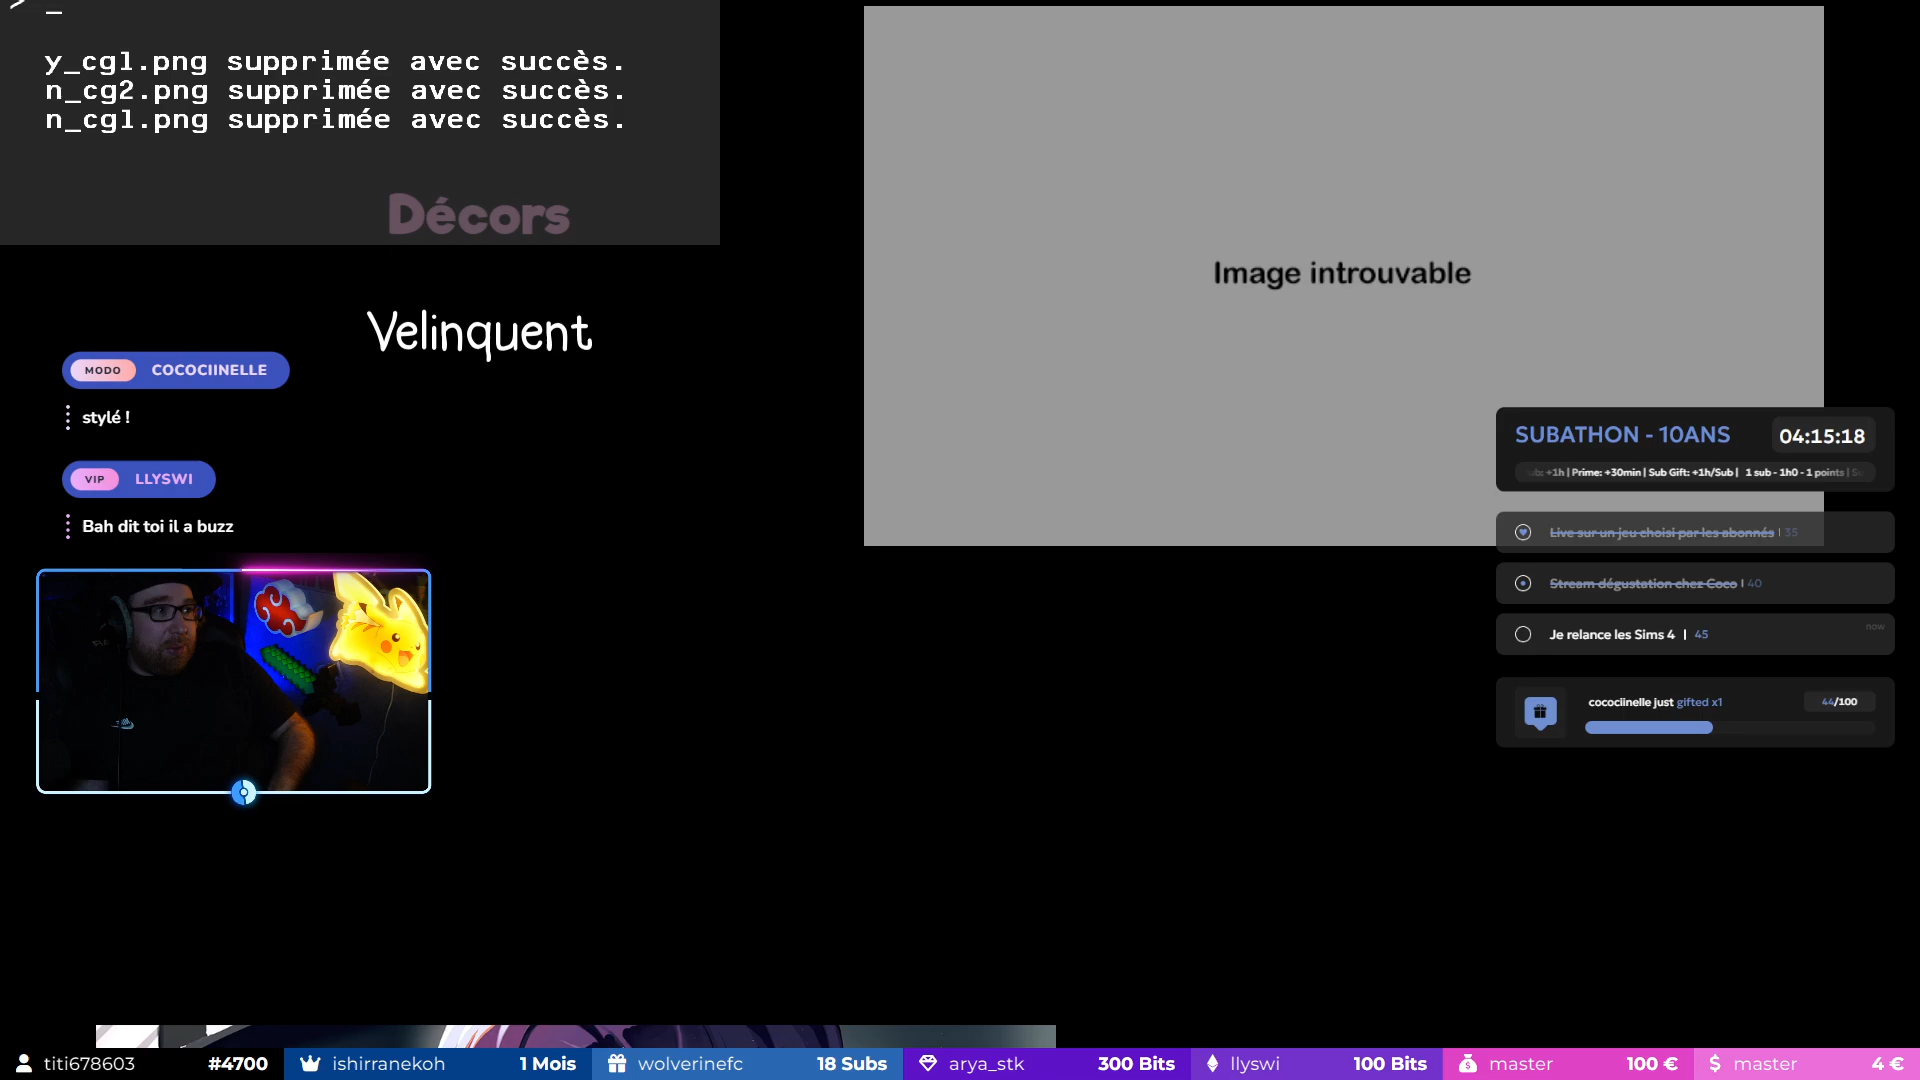 > _
y_cg1.png supprimée avec succès.
n_cg2.png supprimée avec succès.
n_cg1.png supprimée avec succès.
Décors
Velinquent
Image introuvable
MODO COCOCIINELLE
stylé !
VIP LLYSWI
Bah dit toi il a buzz
SUBATHON - 10ANS 04:15:18
+1h | Prime: +30min | Sub Gift: +1h/Sub | 1 sub - 1h0 - 1 points |
Live sur un jeu choisi par les abonnés | 35
Stream dégustation chez Coco | 40
Je relance les Sims 4 | 45
now
cocociinelle just gifted x1 44/100
titi678603 #4700 ishirranekoh 1 Mois wolverinefc 18 Subs arya_stk 300 Bits llyswi 100 Bits master 100 € master 4 €